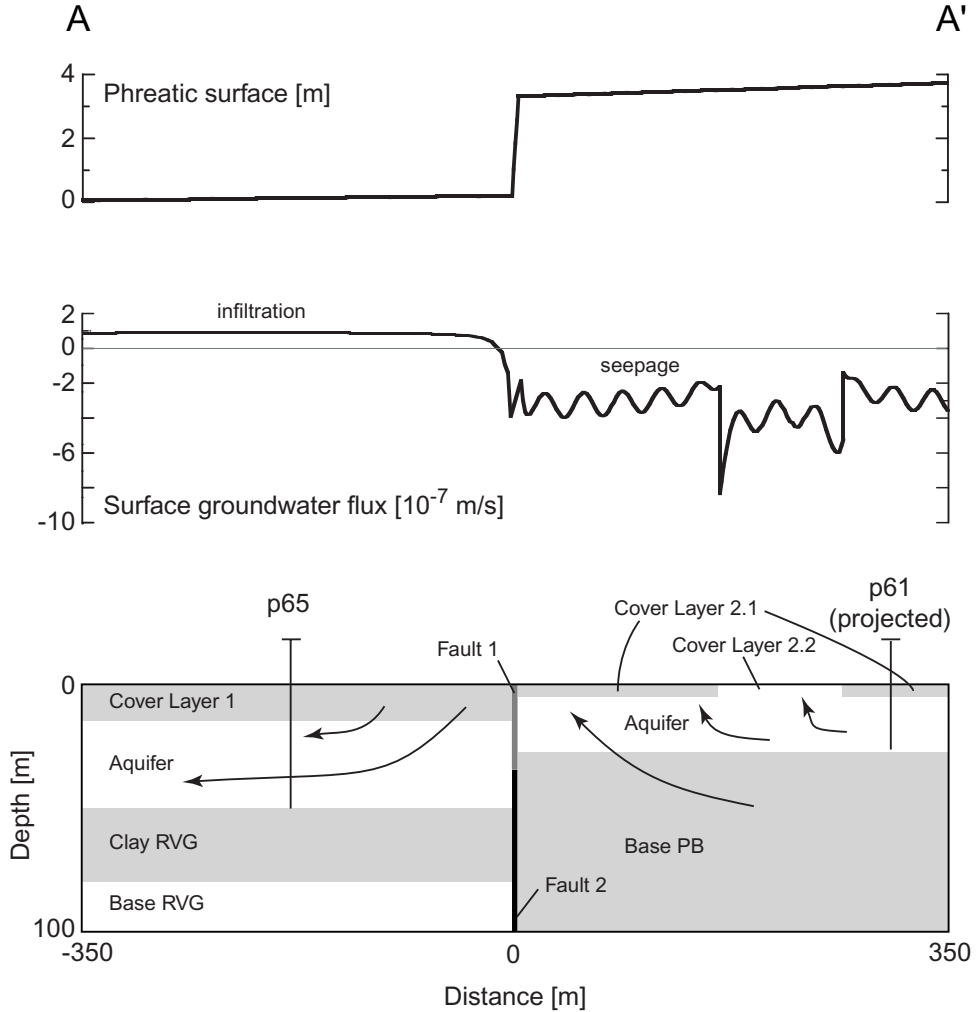 A A'
4
Phreatic surface [m]
2
0
2
infiltration
0
seepage
-2
-6
Surface groundwater flux [10⁻⁷ m/s]
-10
p61
p65
(projected)
Cover Layer 2.1
Fault 1
Cover Layer 2.2
0
Cover Layer 1
Aquifer
Aquifer
Depth [m]
Clay RVG
Base PB
Fault 2
Base RVG
100
-350 0 350
Distance [m]